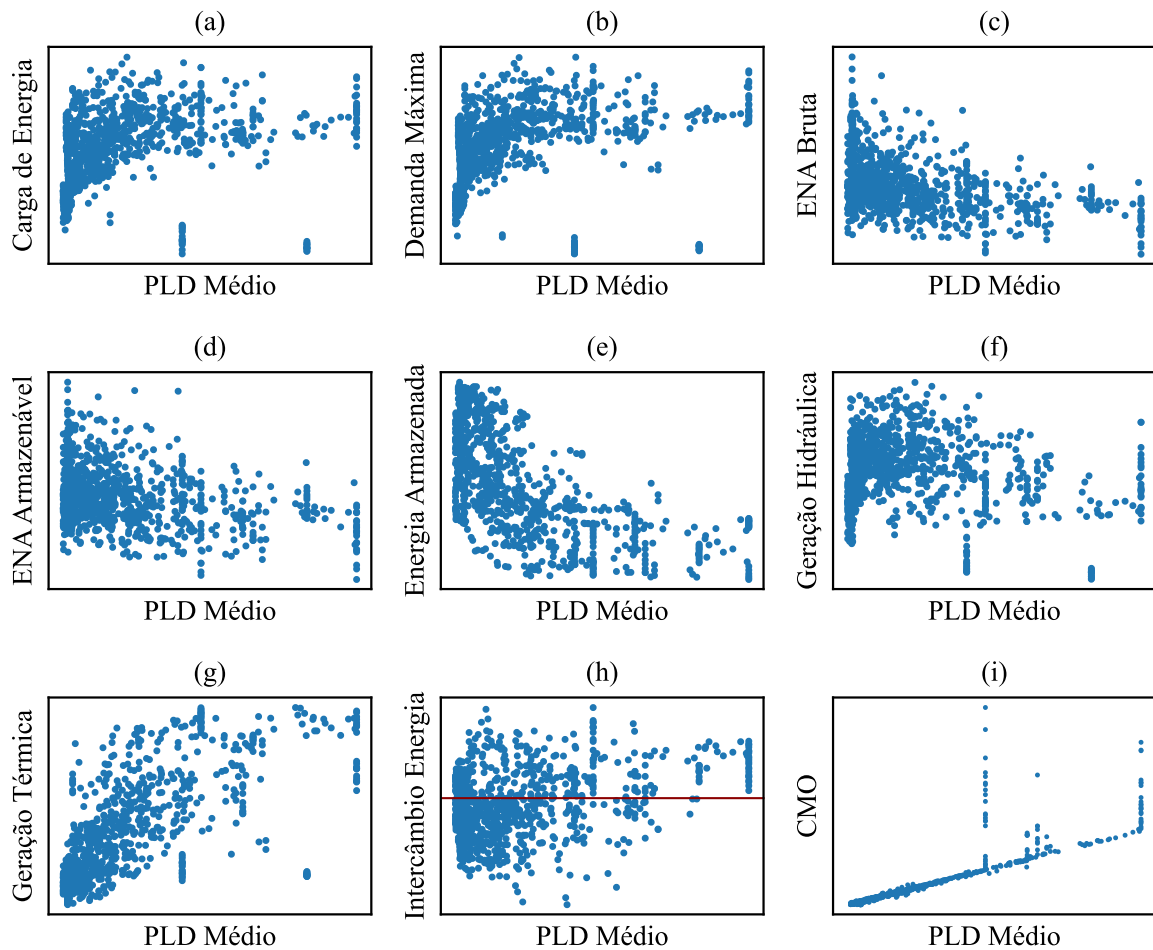 (a)
Carga de Energia
PLD Médio
(b)
Demanda Máxima
PLD Médio
(c)
ENA Bruta
PLD Médio
(d)
ENA Armazenável
PLD Médio
(e)
Energia Armazenada
PLD Médio
(f)
Geração Hidráulica
PLD Médio
(g)
Geração Térmica
PLD Médio
(h)
Intercâmbio Energia
PLD Médio
(i)
CMO
PLD Médio